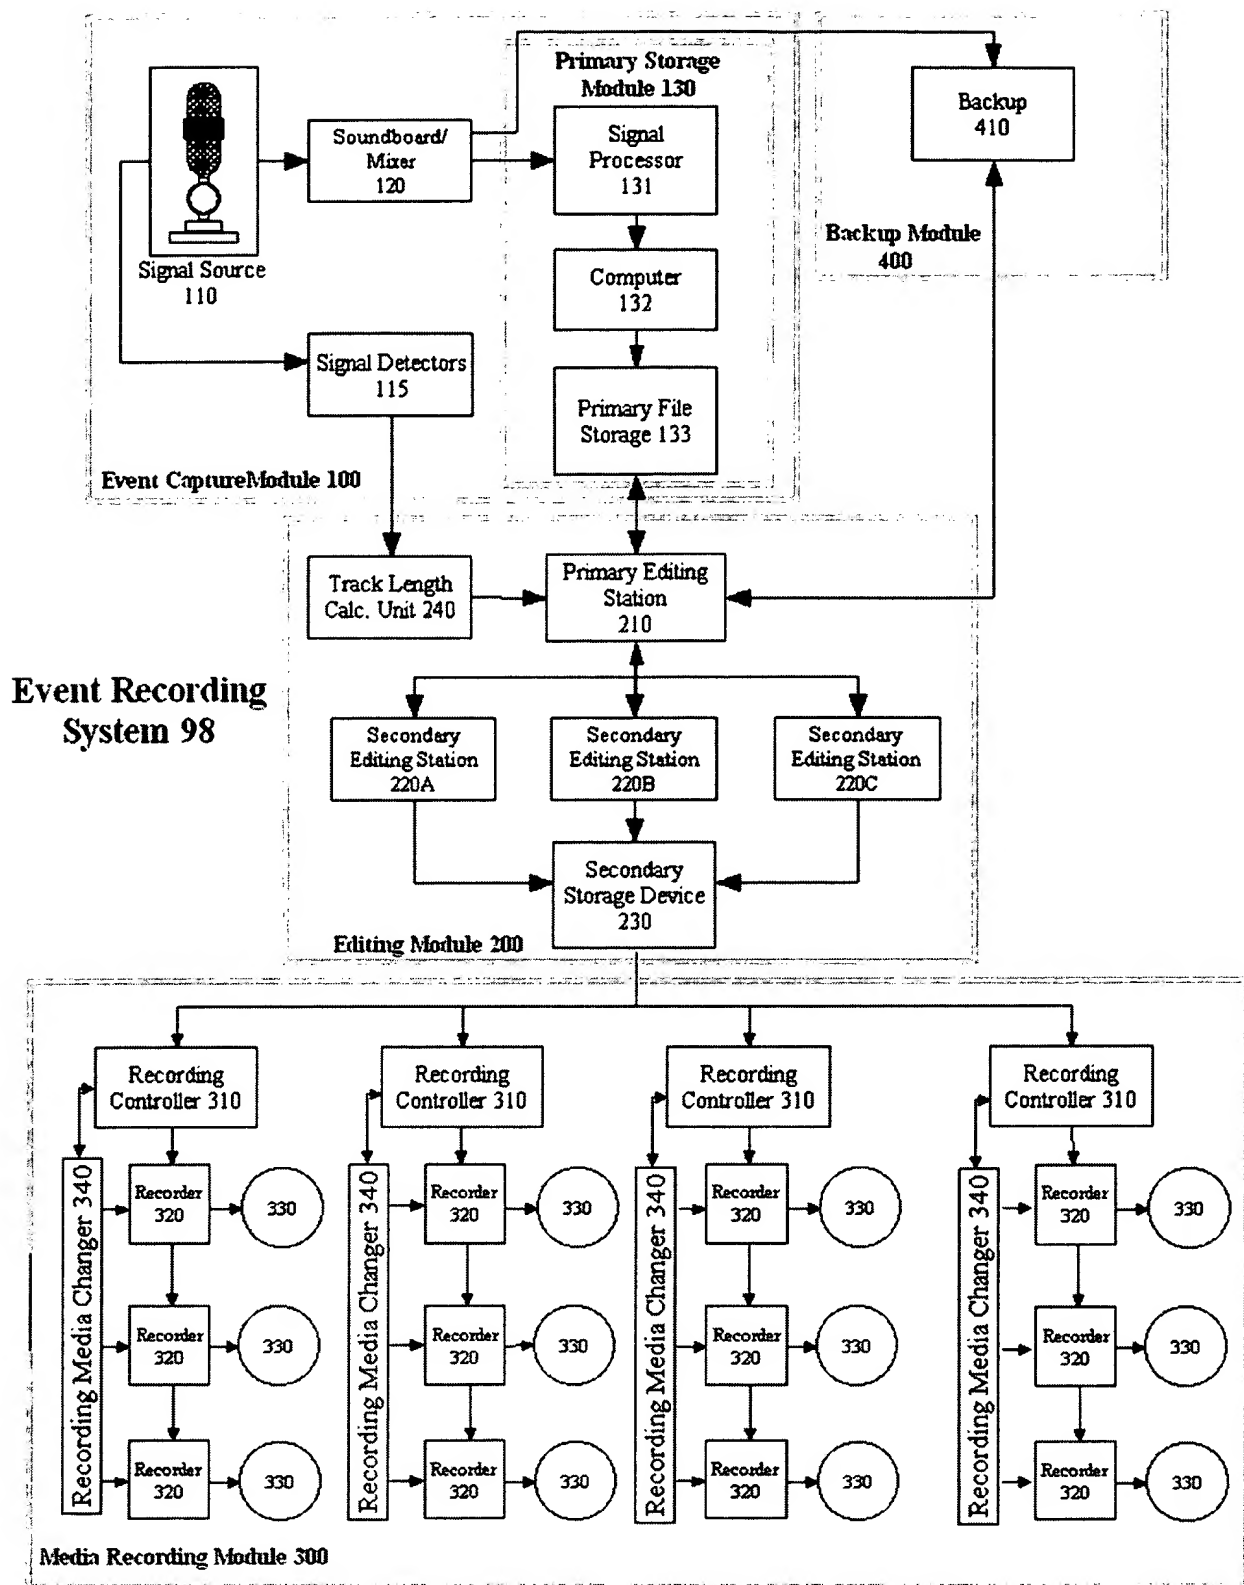 Primary Storage
Module 130
Backup
410
Soundboard/
Mixer
120
Signal
Processor
131
Backup Module
400
Signal Source
110
Computer
132
Signal Detectors
115
Primary File
Storage 133
Event CaptureModule 100
Track Length
Calc. Unit 240
Primary Editing
Station
210
Event Recording
System 98
Secondary
Editing Station
220A
Secondary
Editing Station
220B
Secondary
Editing Station
220C
Secondary
Storage Device
230
Editing Module 200
Recording
Controller 310
Recording
Controller 310
Recording
Controller 310
Recording
Controller 310
Recording Media Changer 340
Recorder
320
330
Recorder
320
330
Recorder
320
330
Recording Media Changer 340
Recorder
320
330
Recorder
320
330
Recorder
320
330
Recording Media Changer 340
Recorder
320
330
Recorder
320
330
Recorder
320
330
Recording Media Changer 340
Recorder
320
330
Recorder
320
330
Recorder
320
330
Media Recording Module 300